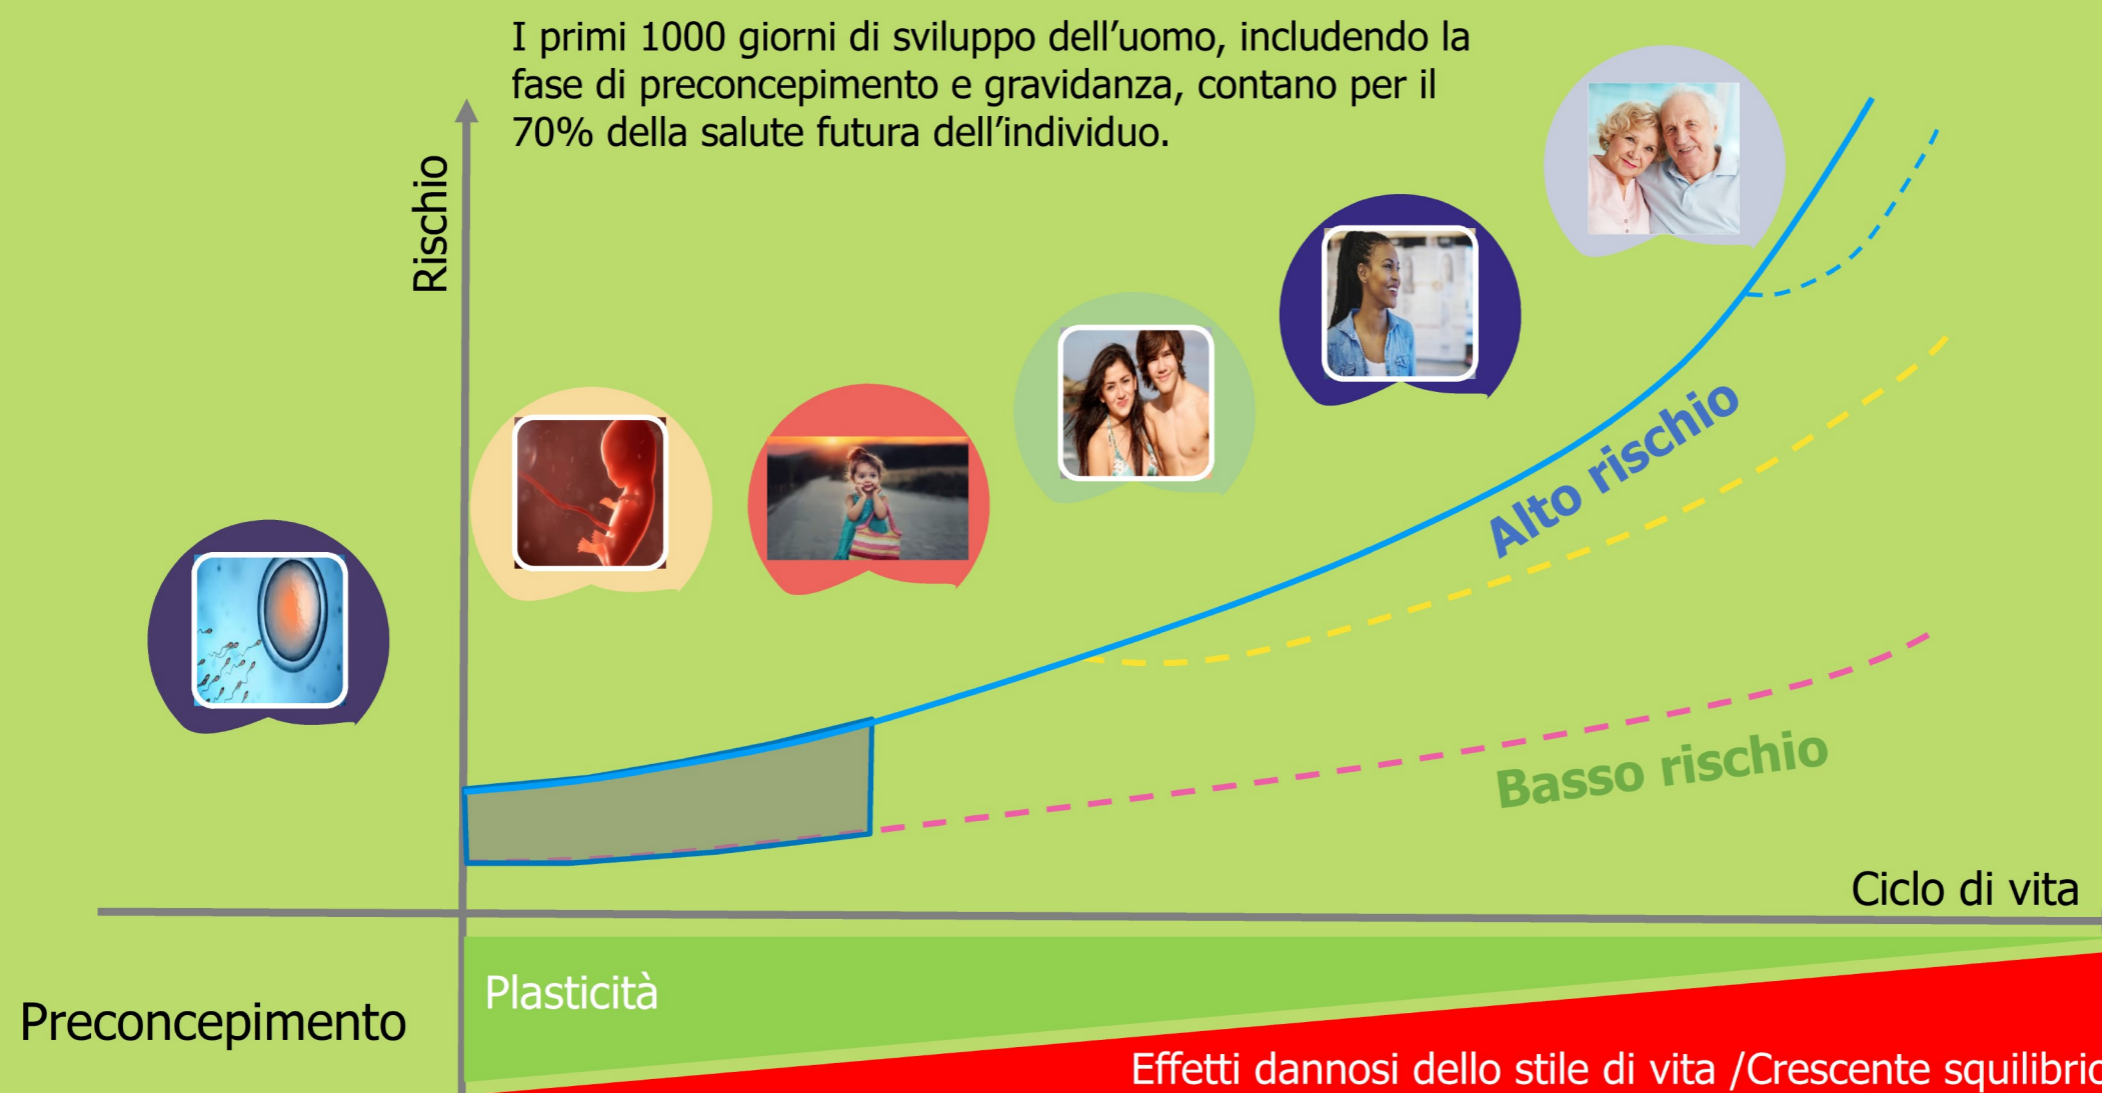 I primi 1000 giorni di sviluppo dell’uomo, includendo la
fase di preconcepimento e gravidanza, contano per il
70% della salute futura dell’individuo.
Rischio
Alto rischio
Basso rischio
Ciclo di vita
Plasticità
Preconcepimento
Effetti dannosi dello stile di vita /Crescente squilibrio